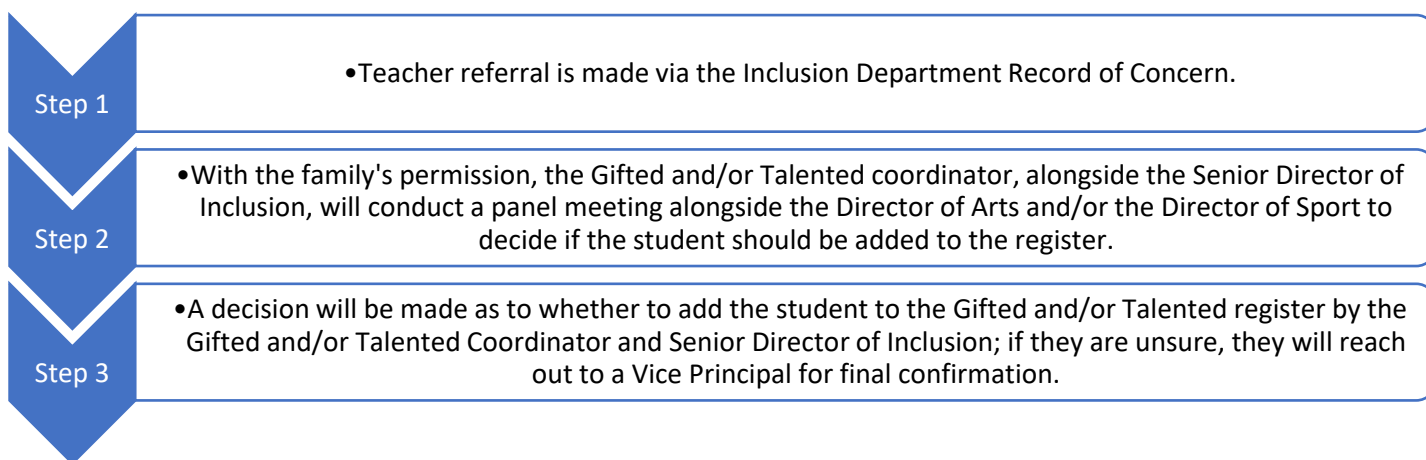 Step 1
•Teacher referral is made via the Inclusion Department Record of Concern.
Step 2
•With the family's permission, the Gifted and/or Talented coordinator, alongside the Senior Director of
Inclusion, will conduct a panel meeting alongside the Director of Arts and/or the Director of Sport to
decide if the student should be added to the register.
Step 3
•A decision will be made as to whether to add the student to the Gifted and/or Talented register by the
Gifted and/or Talented Coordinator and Senior Director of Inclusion; if they are unsure, they will reach
out to a Vice Principal for final confirmation.